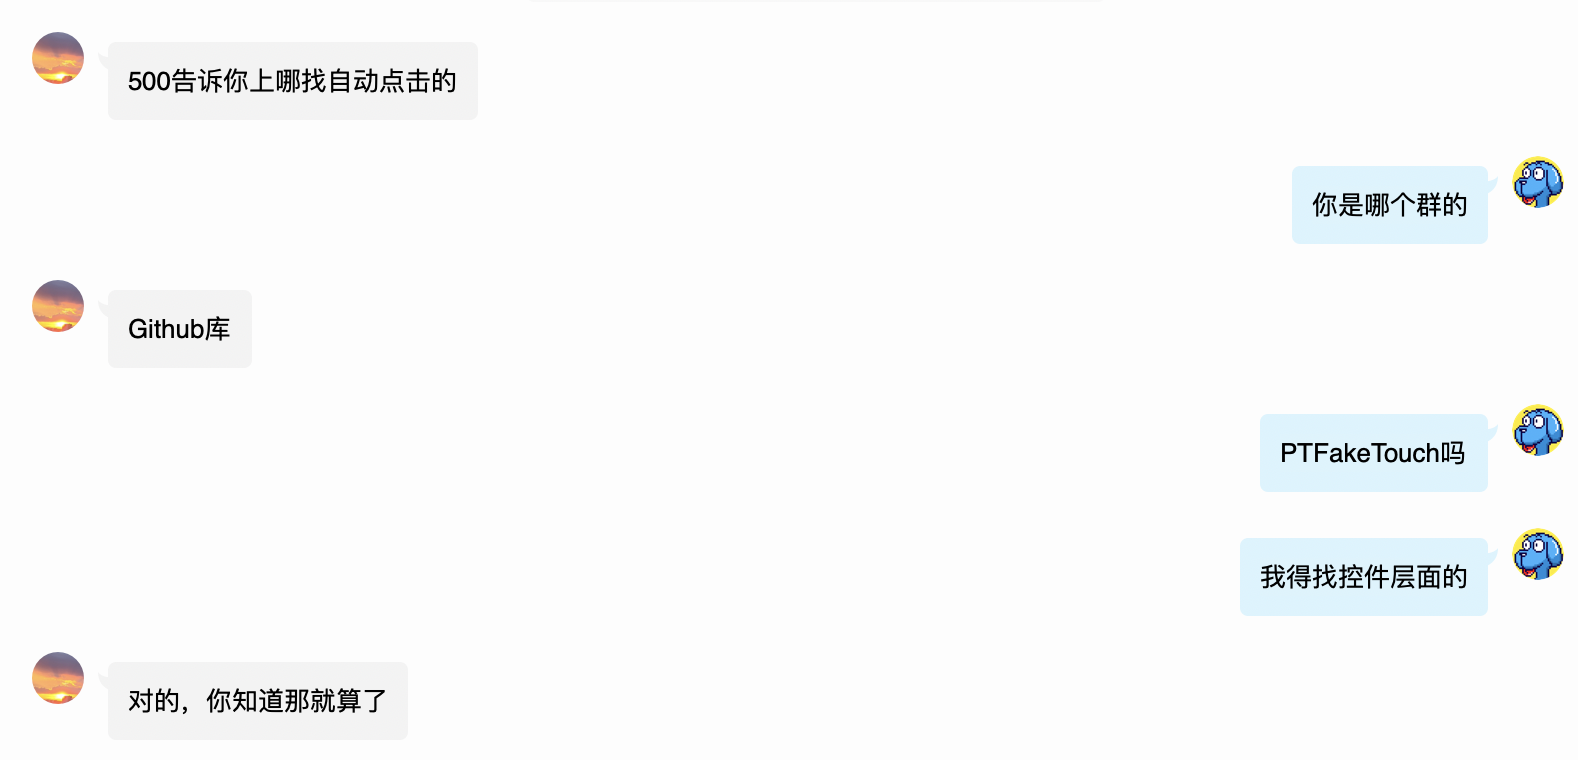 500告诉你上哪找自动点击的
你是哪个群的
Github库
PTFakeTouch吗
我得找控件层面的
对的，你知道那就算了